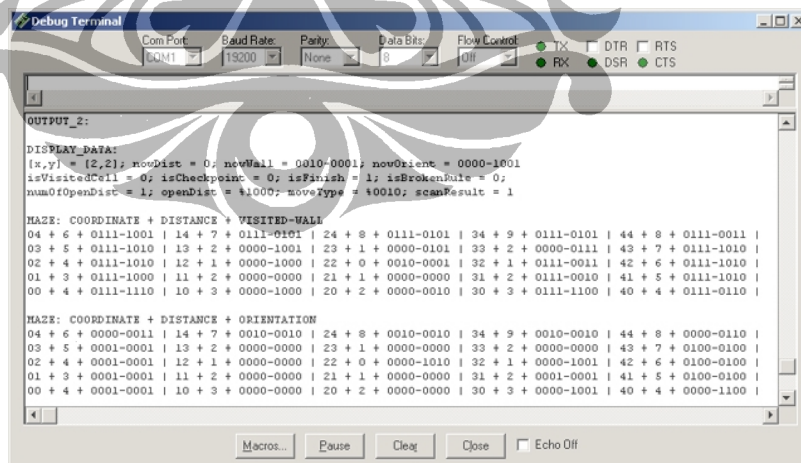 Debug Terminal
Com Port: Baud Rate: Parity: Data Bits: Flow Control: TX DTR RTS
COM1 19200 None 8 Off RX DSR CTS
OUTPUT_2:
DISPLAY_DATA:
[x,y] = [2,2]; nowDist = 0; nowWall = 0010-0001; nowOrient = 0000-1001
isVisitedCell = 0; isCheckpoint = 0; isFinish = 1; isBrokenRule = 0;
numOfOpenDist = 1; openDist = %1000; moveType = %0010; scanResult = 1
MAZE: COORDINATE + DISTANCE + VISITED-WALL
04 + 6 + 0111-1001 | 14 + 7 + 0111-0101 | 24 + 8 + 0111-0101 | 34 + 9 + 0111-0101 | 44 + 8 + 0111-0011 |
03 + 5 + 0111-1010 | 13 + 2 + 0000-1001 | 23 + 1 + 0000-0101 | 33 + 2 + 0000-0111 | 43 + 7 + 0111-1010 |
02 + 4 + 0111-1010 | 12 + 1 + 0000-1000 | 22 + 0 + 0010-0001 | 32 + 1 + 0111-0011 | 42 + 6 + 0111-1010 |
01 + 3 + 0111-1000 | 11 + 2 + 0000-0000 | 21 + 1 + 0000-0000 | 31 + 2 + 0111-0010 | 41 + 5 + 0111-1010 |
00 + 4 + 0111-1110 | 10 + 3 + 0000-1000 | 20 + 2 + 0000-0010 | 30 + 3 + 0111-1100 | 40 + 4 + 0111-0110 |
MAZE: COORDINATE + DISTANCE + ORIENTATION
04 + 6 + 0000-0011 | 14 + 7 + 0010-0010 | 24 + 8 + 0010-0010 | 34 + 9 + 0010-0010 | 44 + 8 + 0000-0110 |
03 + 5 + 0001-0001 | 13 + 2 + 0000-0000 | 23 + 1 + 0000-0000 | 33 + 2 + 0000-0000 | 43 + 7 + 0100-0100 |
02 + 4 + 0001-0001 | 12 + 1 + 0000-0000 | 22 + 0 + 0000-1010 | 32 + 1 + 0000-1001 | 42 + 6 + 0100-0100 |
01 + 3 + 0001-0001 | 11 + 2 + 0000-0000 | 21 + 1 + 0000-0000 | 31 + 2 + 0001-0001 | 41 + 5 + 0100-0100 |
00 + 4 + 0001-0001 | 10 + 3 + 0000-0000 | 20 + 2 + 0000-0000 | 30 + 3 + 0000-1001 | 40 + 4 + 0000-1100 |
Macros... Pause Clear Close Echo Off